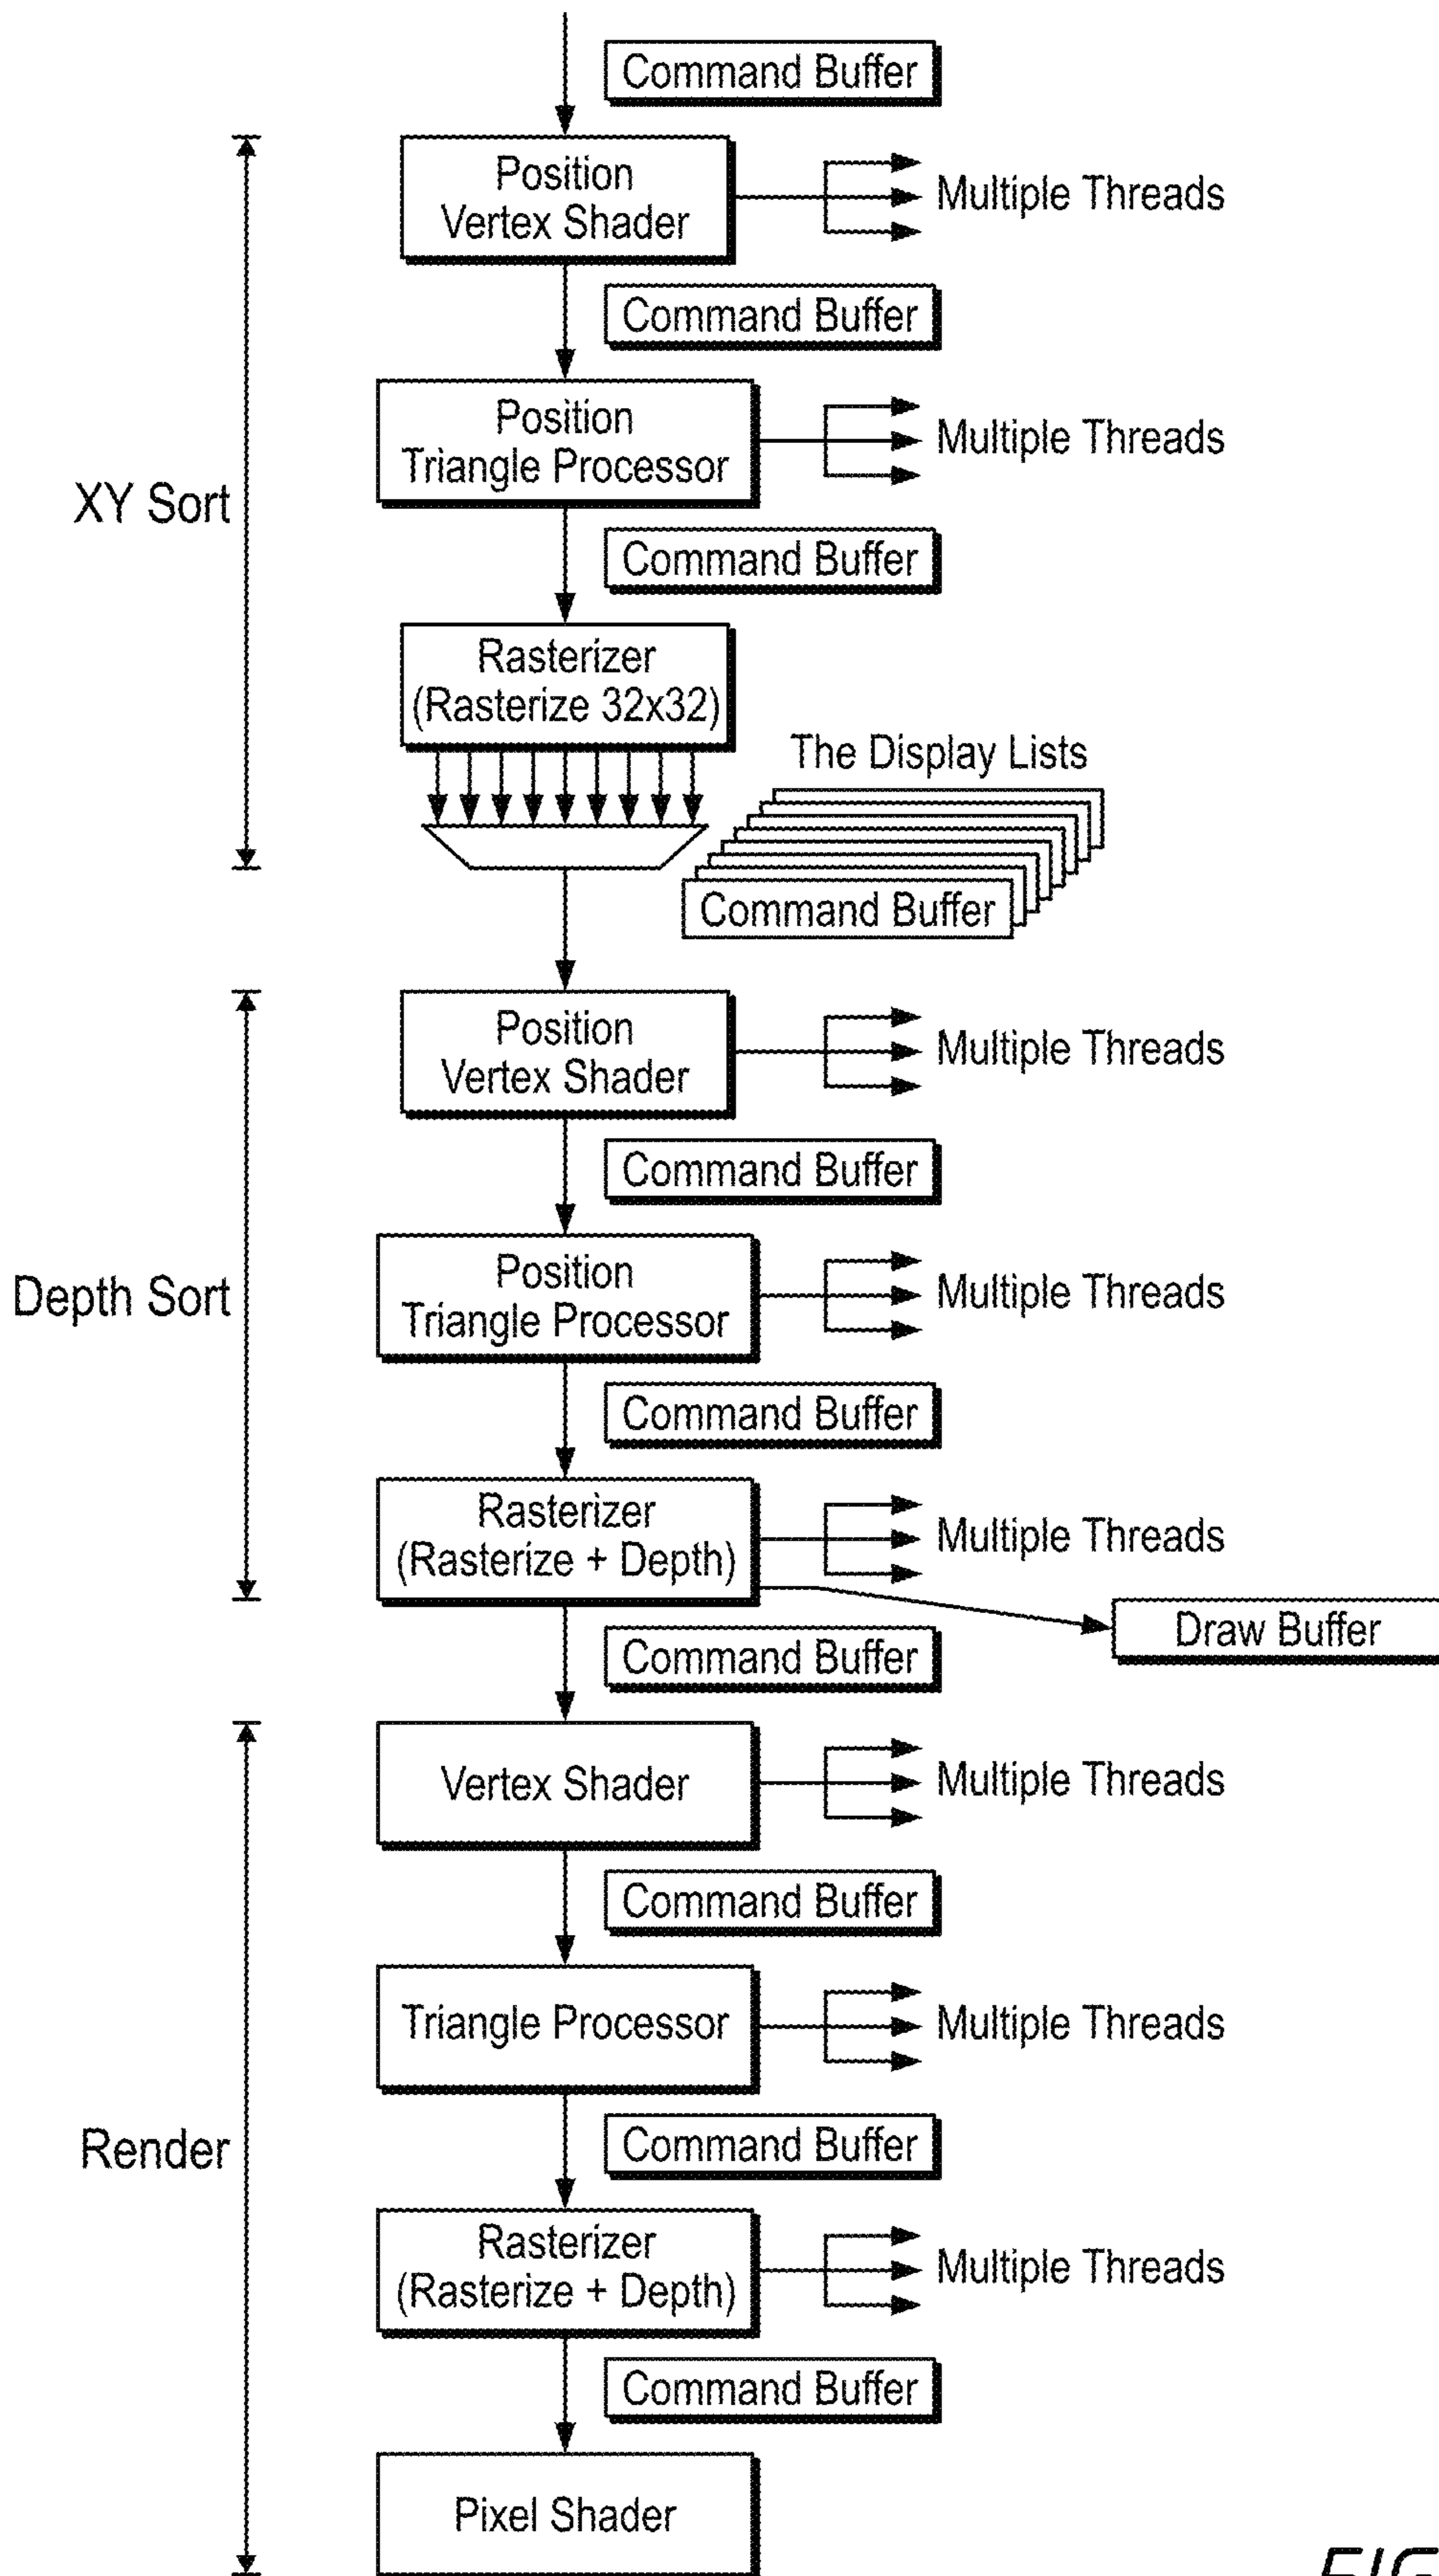 Command Buffer
Position
Vertex Shader
Multiple Threads
Command Buffer
Position
Triangle Processor
Multiple Threads
XY Sort
Command Buffer
Rasterizer
(Rasterize 32x32)
The Display Lists
Command Buffer
Position
Vertex Shader
Multiple Threads
Command Buffer
Position
Triangle Processor
Multiple Threads
Depth Sort
Command Buffer
Rasterizer
(Rasterize + Depth)
Multiple Threads
Draw Buffer
Command Buffer
Vertex Shader
Multiple Threads
Command Buffer
Triangle Processor
Multiple Threads
Render
Command Buffer
Rasterizer
(Rasterize + Depth)
Multiple Threads
Command Buffer
Pixel Shader